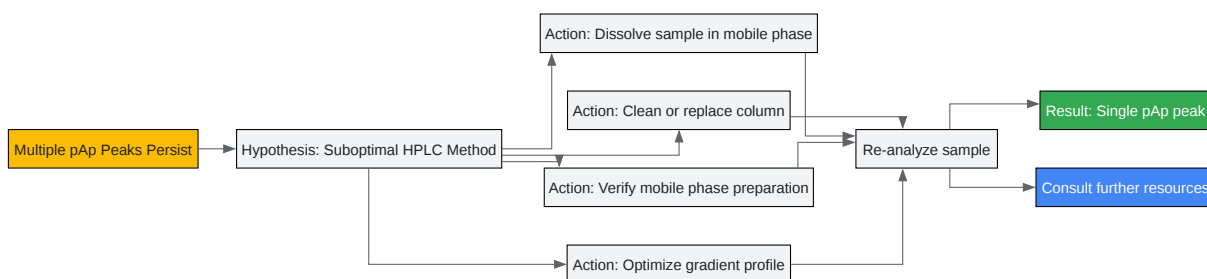 Action: Dissolve sample in mobile phase
Action: Clean or replace column
Result: Single pAp peak
Multiple pAp Peaks Persist
Hypothesis: Suboptimal HPLC Method
Re-analyze sample
Action: Verify mobile phase preparation
Consult further resources
Action: Optimize gradient profile